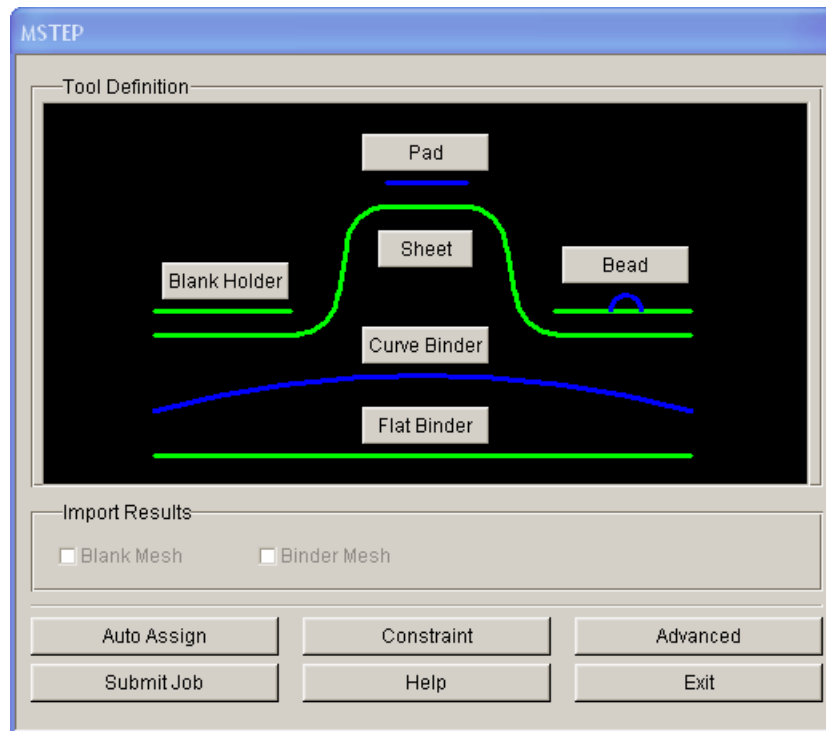 MSTEP
Tool Definition
Pad
Sheet
Blank Holder
Bead
Curve Binder
Flat Binder
Import Results
Blank Mesh Binder Mesh
Auto Assign Constraint Advanced
Submit Job Help Exit